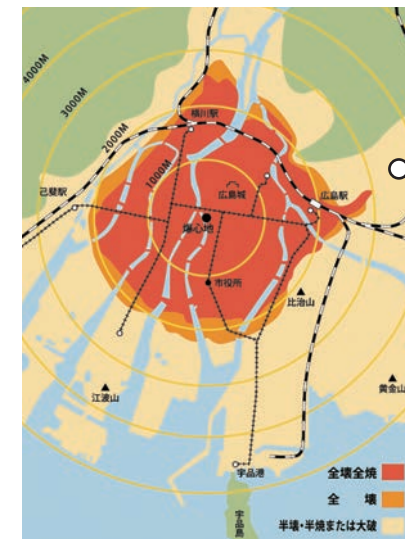 4000M
3000M
2000M
1000M
横川駅
己斐駅
広島城
広島駅
爆心地
市役所
比治山
江波山
黄金山
宇品港
宇品島
全壊全焼
全 壊
半壊・半焼または大破